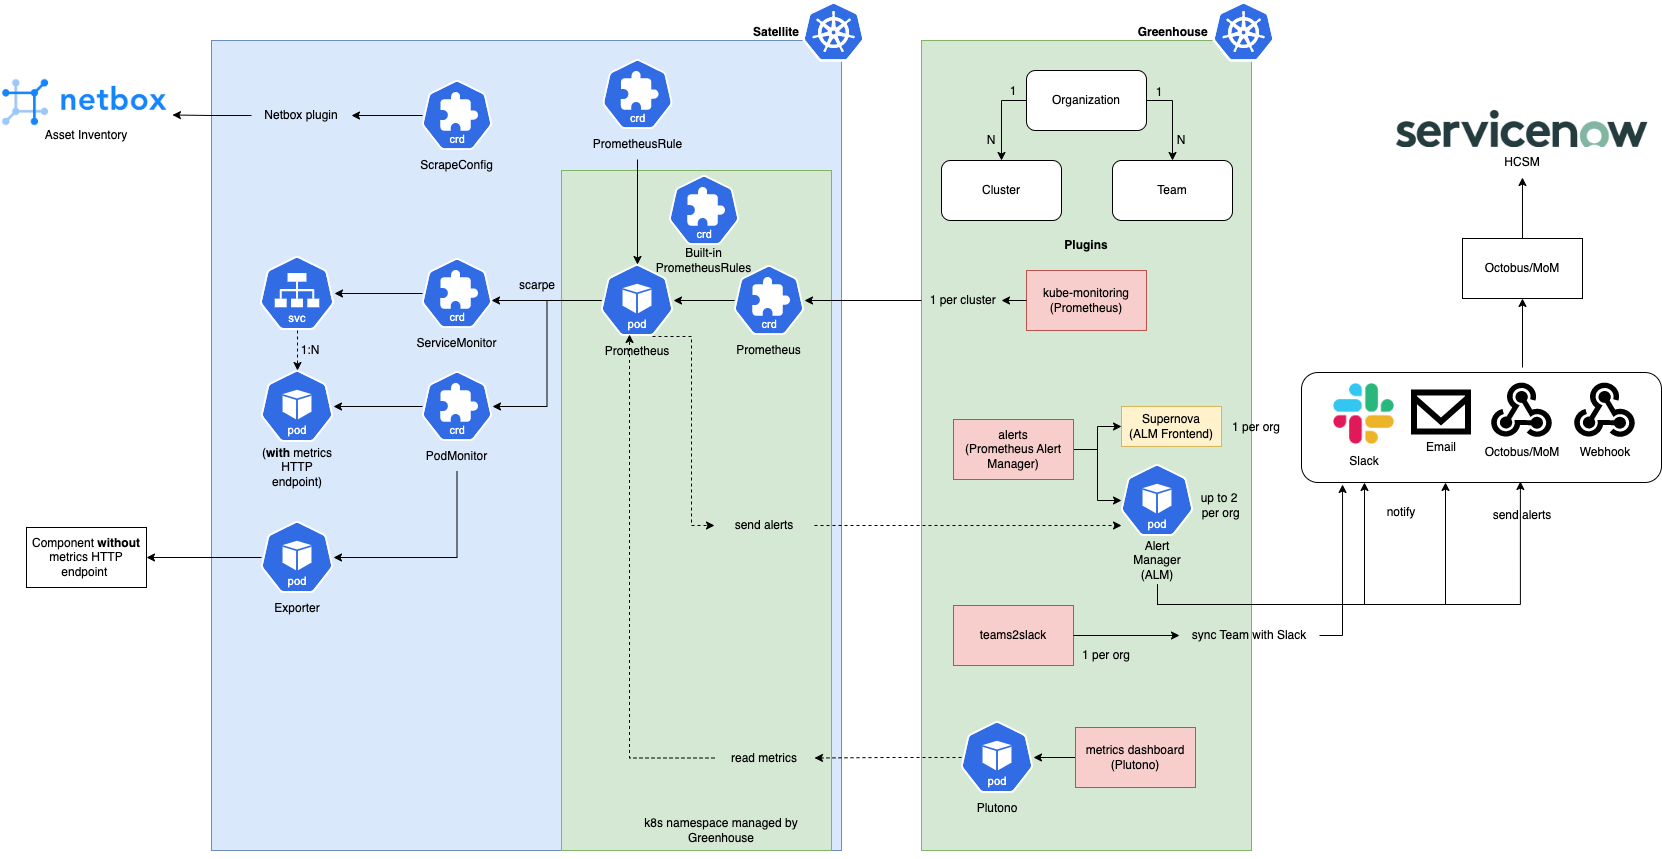 Satellite
Greenhouse
netbox
Asset Inventory
Netbox plugin
crd
ScrapeConfig
crd
PrometheusRule
crd
Built-in
PrometheusRules
Organization
1
1
N
N
Cluster
Team
Plugins
servicenow
HCSM
Octobus/MoM
svc
1:N
crd
ServiceMonitor
scarpe
pod
Prometheus
crd
Prometheus
1 per cluster
kube-monitoring
(Prometheus)
pod
(with metrics
HTTP
endpoint)
crd
PodMonitor
alerts
(Prometheus Alert
Manager)
Supernova
(ALM Frontend)
1 per org
Slack
Email
Octobus/MoM
Webhook
pod
Alert
Manager
(ALM)
up to 2
per org
notify
send alerts
send alerts
Component without
metrics HTTP
endpoint
pod
Exporter
teams2slack
1 per org
sync Team with Slack
read metrics
pod
Plutono
metrics dashboard
(Plutono)
k8s namespace managed by
Greenhouse